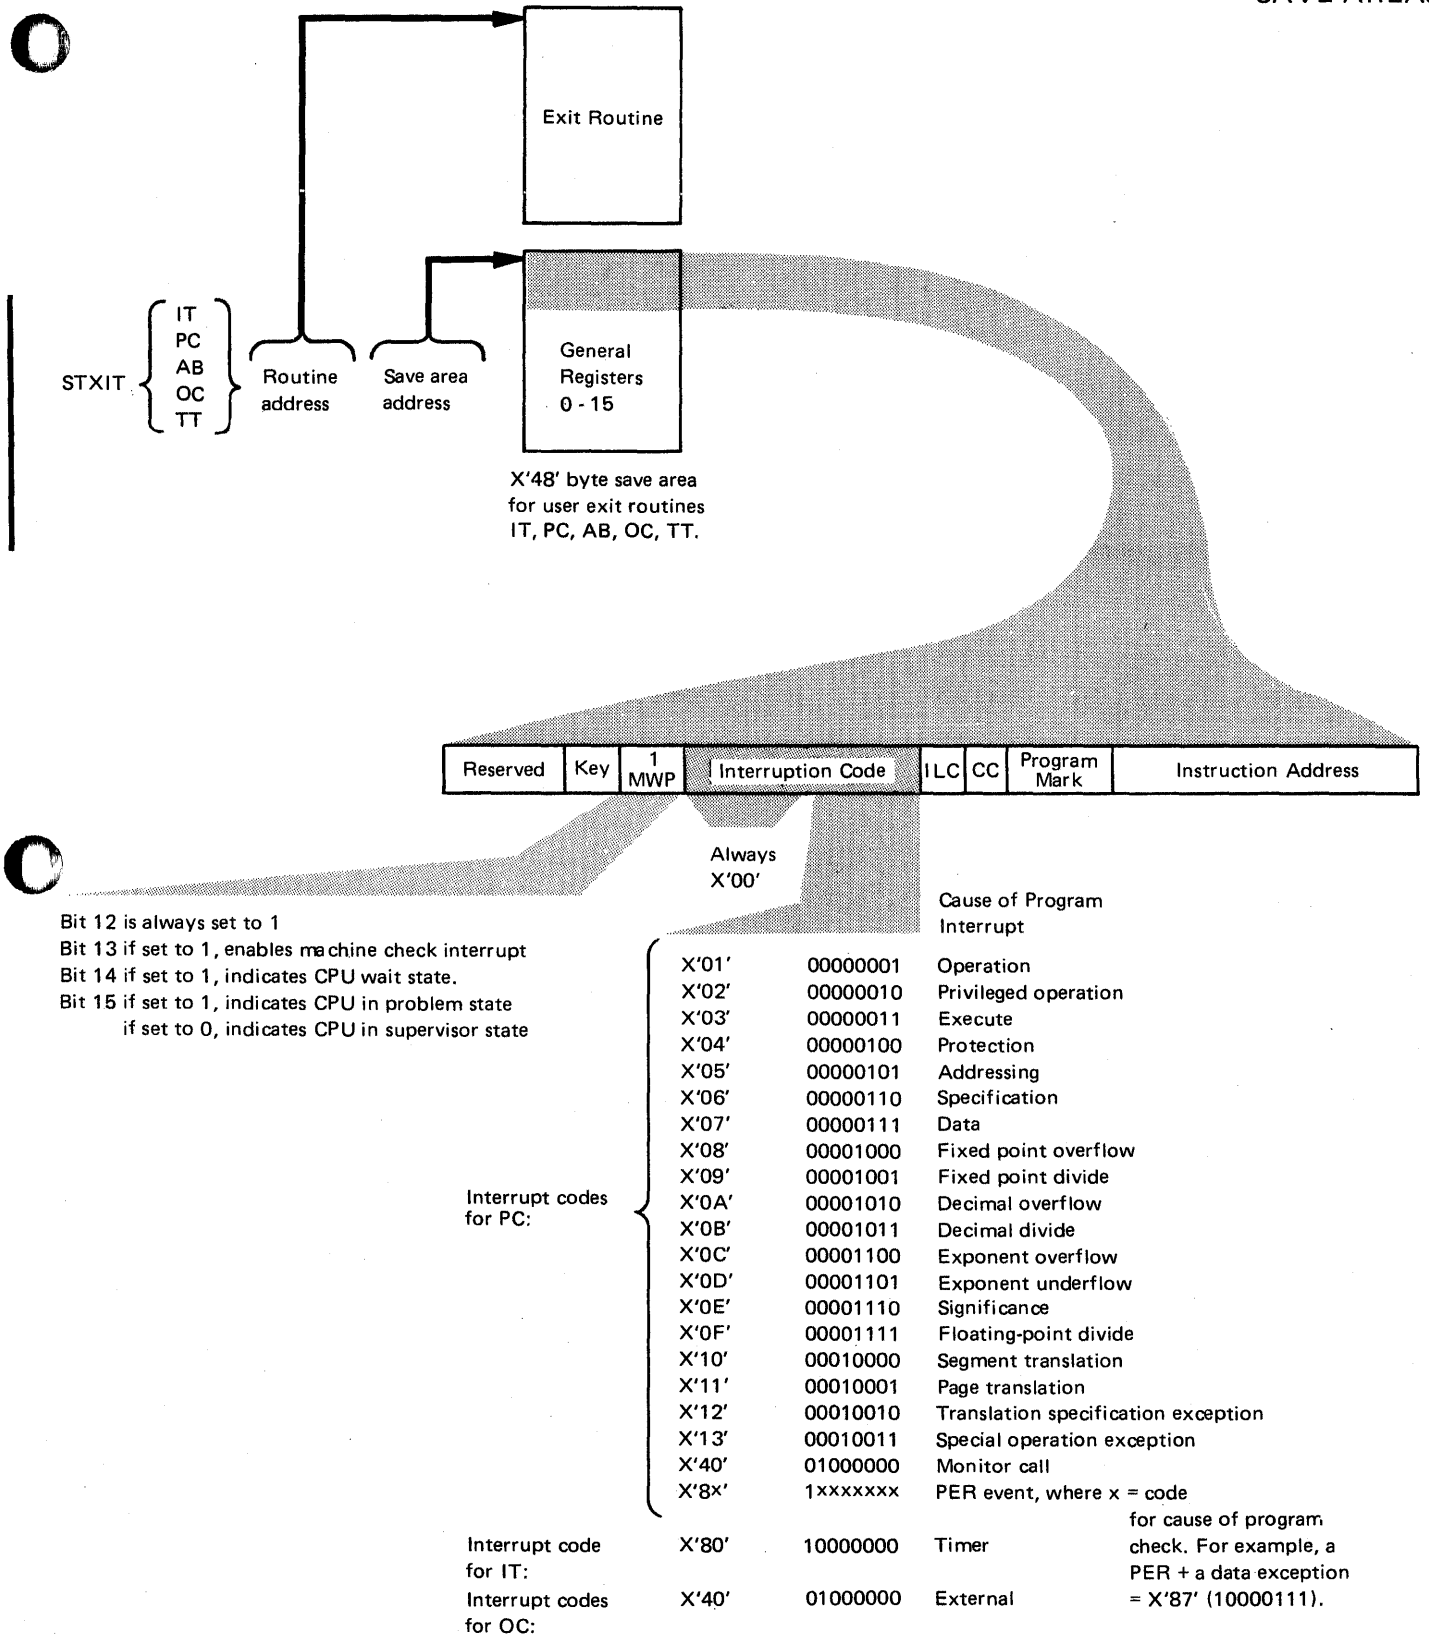 Exit Routine
STXIT
IT
PC
AB
OC
TT
Routine
address
Save area
address
General
Registers
0 - 15
X'48' byte save area
for user exit routines
IT, PC, AB, OC, TT.
Reserved Key 1 MWP Interruption Code ILC CC Program Mark Instruction Address
Always
X'00'
Bit 12 is always set to 1
Bit 13 if set to 1, enables machine check interrupt
Bit 14 if set to 1, indicates CPU wait state.
Bit 15 if set to 1, indicates CPU in problem state
if set to 0, indicates CPU in supervisor state
Cause of Program
Interrupt
Interrupt codes
for PC:
X'01' 00000001 Operation
X'02' 00000010 Privileged operation
X'03' 00000011 Execute
X'04' 00000100 Protection
X'05' 00000101 Addressing
X'06' 00000110 Specification
X'07' 00000111 Data
X'08' 00001000 Fixed point overflow
X'09' 00001001 Fixed point divide
X'0A' 00001010 Decimal overflow
X'0B' 00001011 Decimal divide
X'0C' 00001100 Exponent overflow
X'0D' 00001101 Exponent underflow
X'0E' 00001110 Significance
X'0F' 00001111 Floating-point divide
X'10' 00010000 Segment translation
X'11' 00010001 Page translation
X'12' 00010010 Translation specification exception
X'13' 00010011 Special operation exception
X'40' 01000000 Monitor call
X'8x' 1xxxxxxx PER event, where x = code
for cause of program
check. For example, a
PER + a data exception
= X'87' (10000111).
Interrupt code
for IT:
X'80' 10000000 Timer
Interrupt codes
for OC:
X'40' 01000000 External